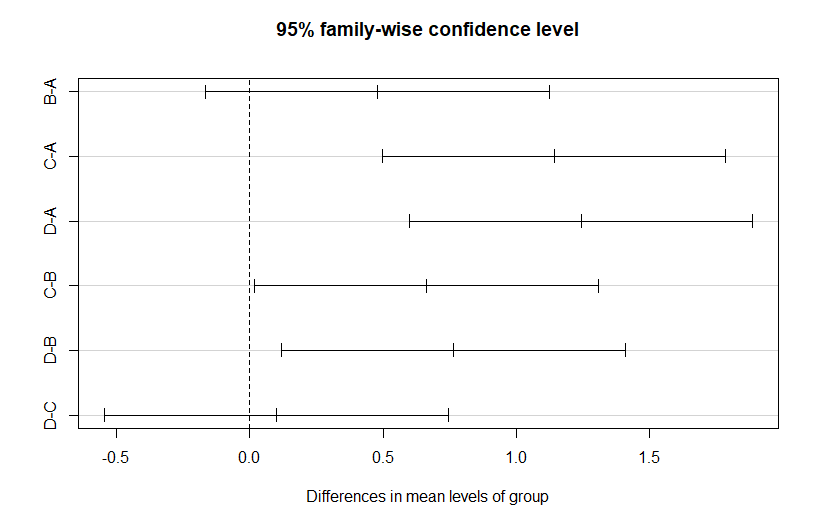 95% family-wise confidence level
B-A
C-A
D-A
C-B
D-B
D-C
-0.5 0.0 0.5 1.0 1.5
Differences in mean levels of group